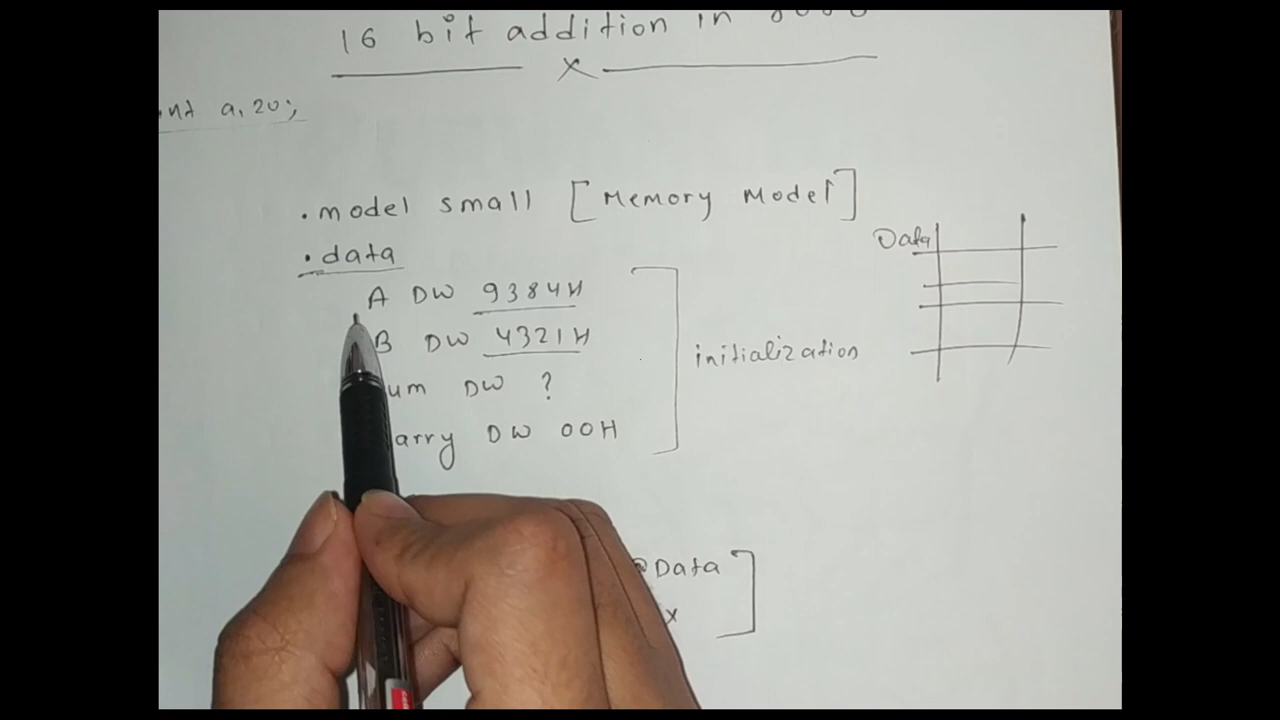 16 bit addition in
a, 20;
.model small [Memory Model]
.data
A DW 9384H
B DW 4321H
um DW ?
arry DW 00H
initialization
Data
@Data
x